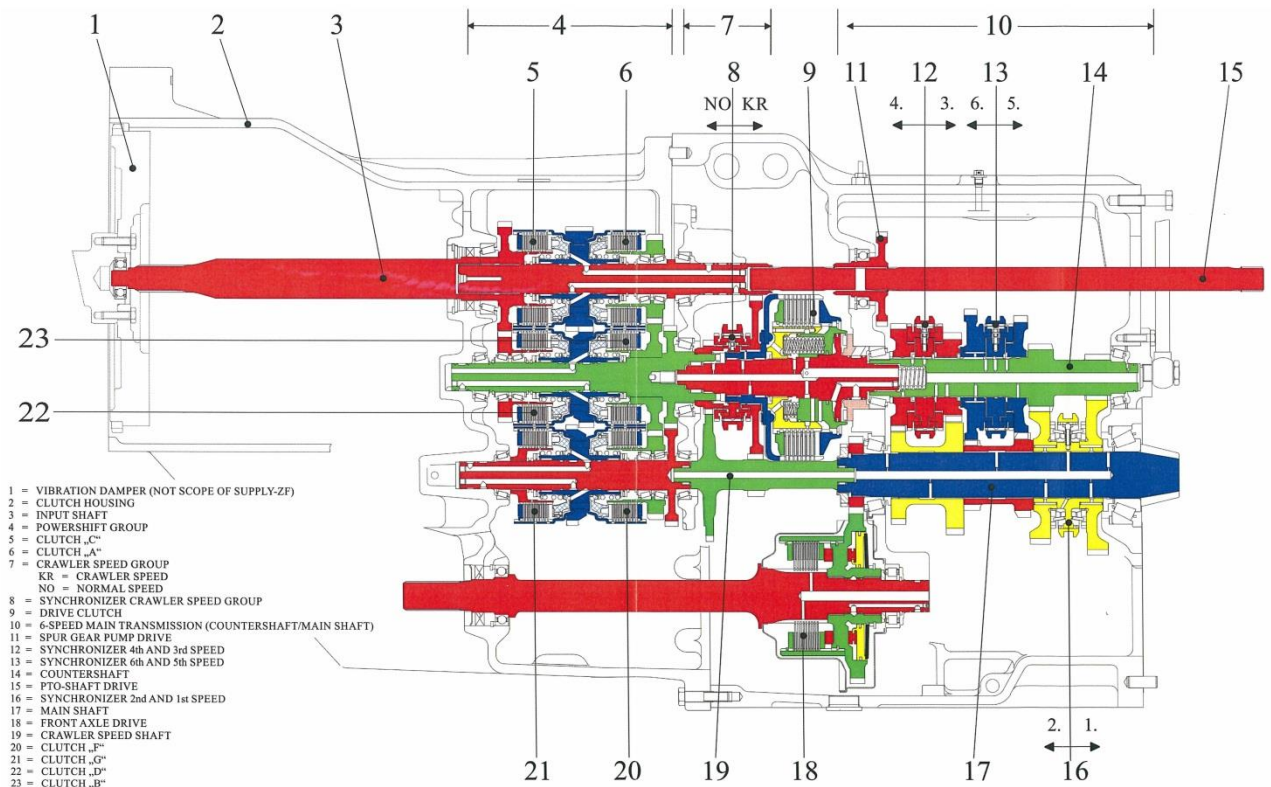 4
7
10
1
2
3
5
6
8
9
11
12
13
14
15
NO KR
4. 3. 6. 5.
23
22
1 = VIBRATION DAMPER (NOT SCOPE OF SUPPLY-ZF)
2 = CLUTCH HOUSING
3 = INPUT SHAFT
4 = POWERSHIFT GROUP
5 = CLUTCH „C“
6 = CLUTCH „A“
7 = CRAWLER SPEED GROUP
KR = CRAWLER SPEED
NO = NORMAL SPEED
8 = SYNCHRONIZER CRAWLER SPEED GROUP
9 = DRIVE CLUTCH
10 = 6-SPEED MAIN TRANSMISSION (COUNTERSHAFT/MAIN SHAFT)
11 = SPUR GEAR PUMP DRIVE
12 = SYNCHRONIZER 4th AND 3rd SPEED
13 = SYNCHRONIZER 6th AND 5th SPEED
14 = COUNTERSHAFT
15 = PTO-SHAFT DRIVE
16 = SYNCHRONIZER 2nd AND 1st SPEED
17 = MAIN SHAFT
18 = FRONT AXLE DRIVE
19 = CRAWLER SPEED SHAFT
20 = CLUTCH „F“
21 = CLUTCH „G“
22 = CLUTCH „D“
23 = CLUTCH „B“
2. 1.
21
20
19
18
17
16